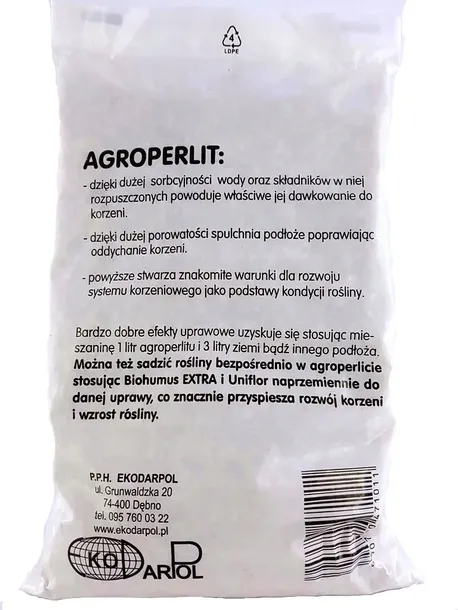 4
LDPE
AGROPERLIT:
- dzięki dużej sorbcyjności wody oraz składników w niej
rozpuszczonych powoduje właściwe jej dawkowanie do
korzeni.
- dzięki dużej porowatości spulchnia podłoże poprawiając
oddychanie korzeni.
- powyższe stwarza znakomite warunki dla rozwoju
systemu korzeniowego jako podstawy kondycji rośliny.
Bardzo dobre efekty uprawowe uzyskuje się stosując mie-
szaninę 1 litr agroperlitu i 3 litry ziemi bądź innego podłoża.
Można też sadzić rośliny bezpośrednio w agroperlicie
stosując Biohumus EXTRA i Uniflor naprzemiennie do
danej uprawy, co znacznie przyspiesza rozwój korzeni
i wzrost rósliny.
P.P.H. EKODARPOL
ul. Grunwaldzka 20
74-400 Dębno
tel. 095 760 03 22
www.ekodarpol.pl
EKODARPOL